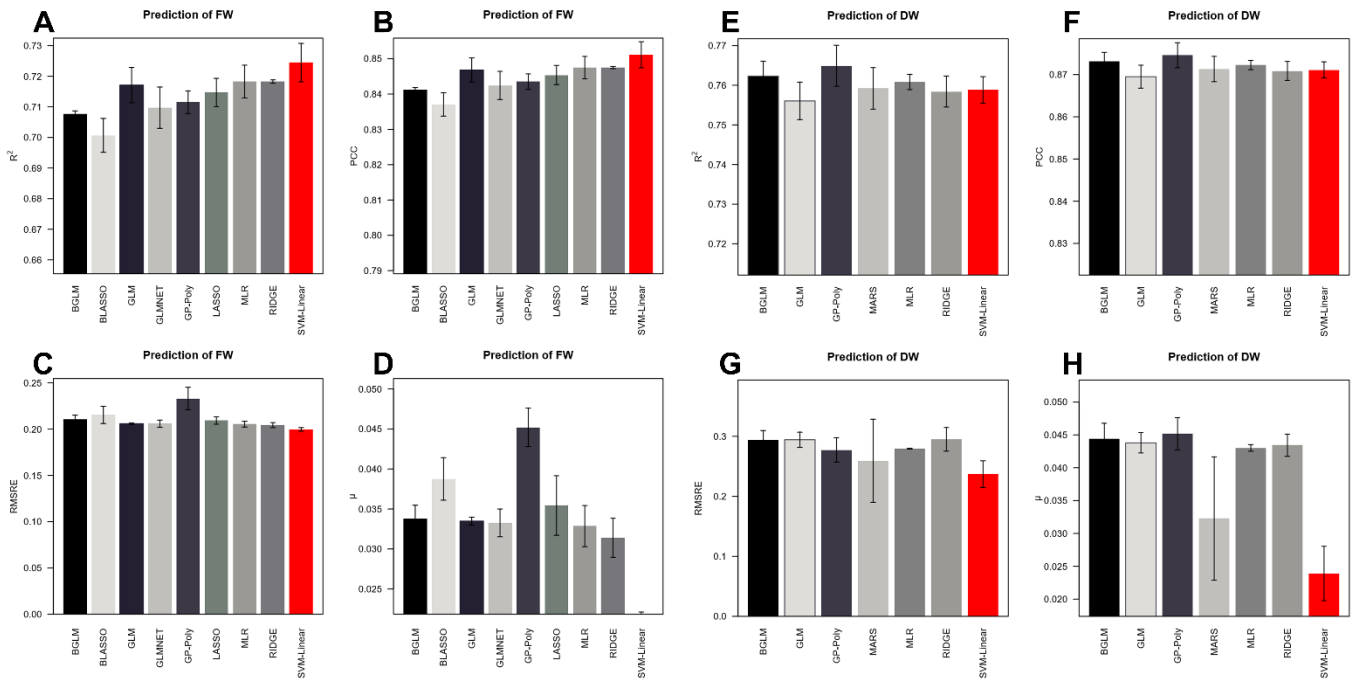 A
Prediction of FW
R²
0.73
0.72
0.71
0.70
0.69
0.68
0.67
0.66
BGLM
BLASSO
GLM
GLMNET
GP-Poly
LASSO
MLR
RIDGE
SVM-Linear
B
Prediction of FW
PCC
0.85
0.84
0.83
0.82
0.81
0.80
0.79
BGLM
BLASSO
GLM
GLMNET
GP-Poly
LASSO
MLR
RIDGE
SVM-Linear
E
Prediction of DW
R²
0.77
0.76
0.75
0.74
0.73
0.72
BGLM
GLM
GP-Poly
MARS
MLR
RIDGE
SVM-Linear
F
Prediction of DW
PCC
0.87
0.86
0.85
0.84
0.83
BGLM
GLM
GP-Poly
MARS
MLR
RIDGE
SVM-Linear
C
Prediction of FW
RMSRE
0.25
0.20
0.15
0.10
0.05
0.00
BGLM
BLASSO
GLM
GLMNET
GP-Poly
LASSO
MLR
RIDGE
SVM-Linear
D
Prediction of FW
μ
0.050
0.045
0.040
0.035
0.030
0.025
BGLM
BLASSO
GLM
GLMNET
GP-Poly
LASSO
MLR
RIDGE
SVM-Linear
G
Prediction of DW
RMSRE
0.3
0.2
0.1
0.0
BGLM
GLM
GP-Poly
MARS
MLR
RIDGE
SVM-Linear
H
Prediction of DW
μ
0.050
0.045
0.040
0.035
0.030
0.025
0.020
BGLM
GLM
GP-Poly
MARS
MLR
RIDGE
SVM-Linear